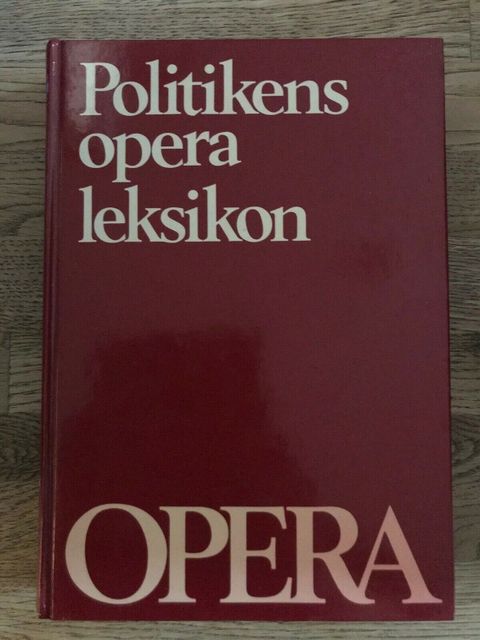 Politikens
opera
leksikon
OPERA